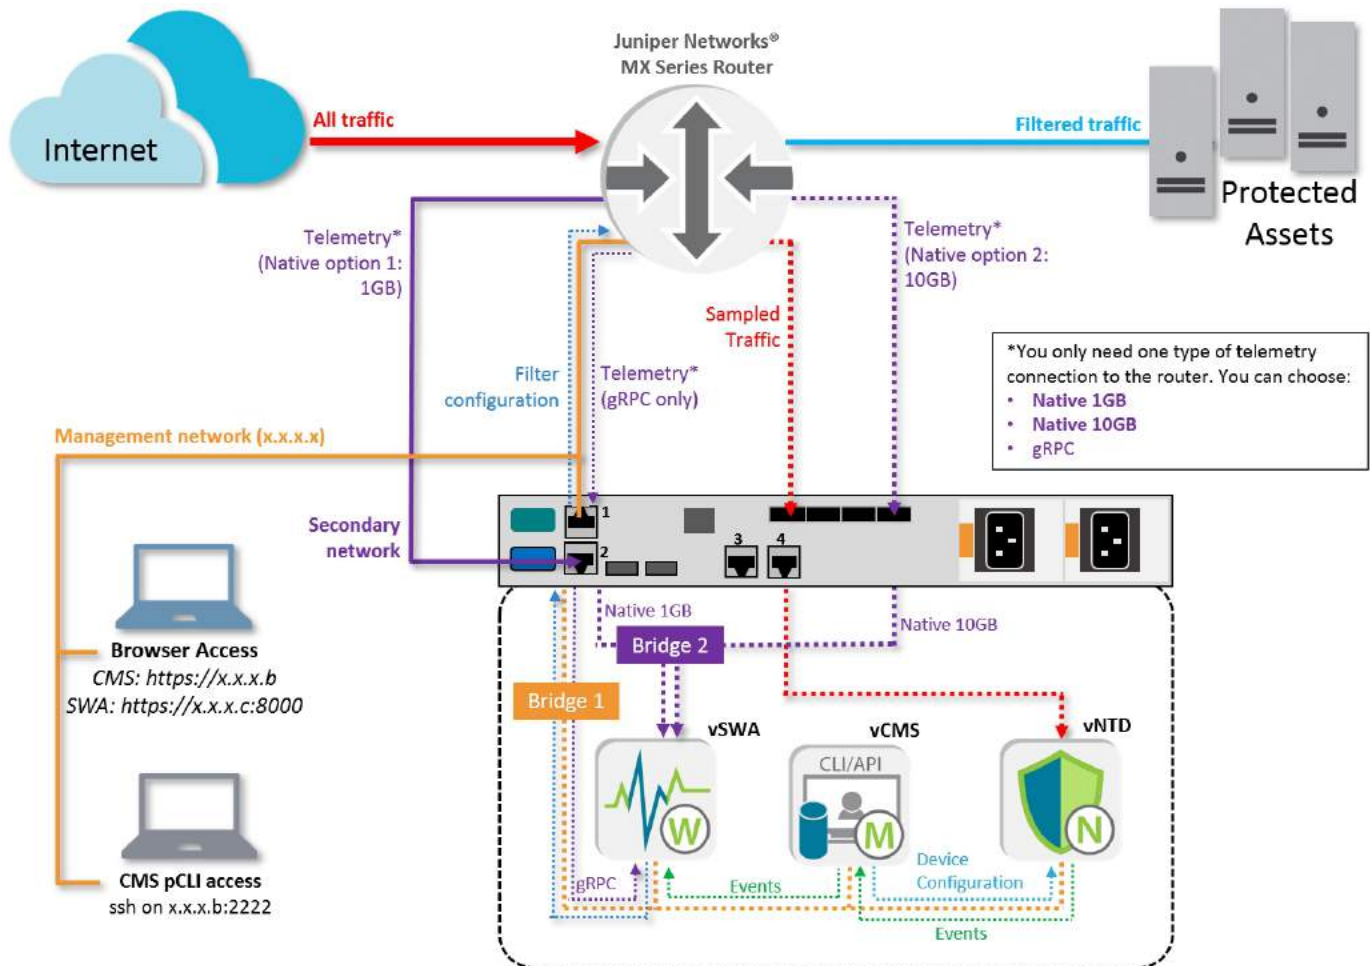 Juniper Networks®
MX Series Router
Internet
All traffic
Filtered traffic
Protected
Assets
Telemetry*
(Native option 1:
1GB)
Telemetry*
(Native option 2:
10GB)
Sampled
Traffic
Filter
configuration
Telemetry*
(gRPC only)
*You only need one type of telemetry
connection to the router. You can choose:
• Native 1GB
• Native 10GB
• gRPC
Management network (x.x.x.x)
Secondary
network
1
2
3
4
Native 1GB
Native 10GB
Bridge 2
Bridge 1
Browser Access
CMS: https://x.x.x.b
SWA: https://x.x.x.c:8000
CMS pCLI access
ssh on x.x.x.b:2222
vSWA
vCMS
vNTD
CLI/API
W
M
N
gRPC
Events
Device
Configuration
Events